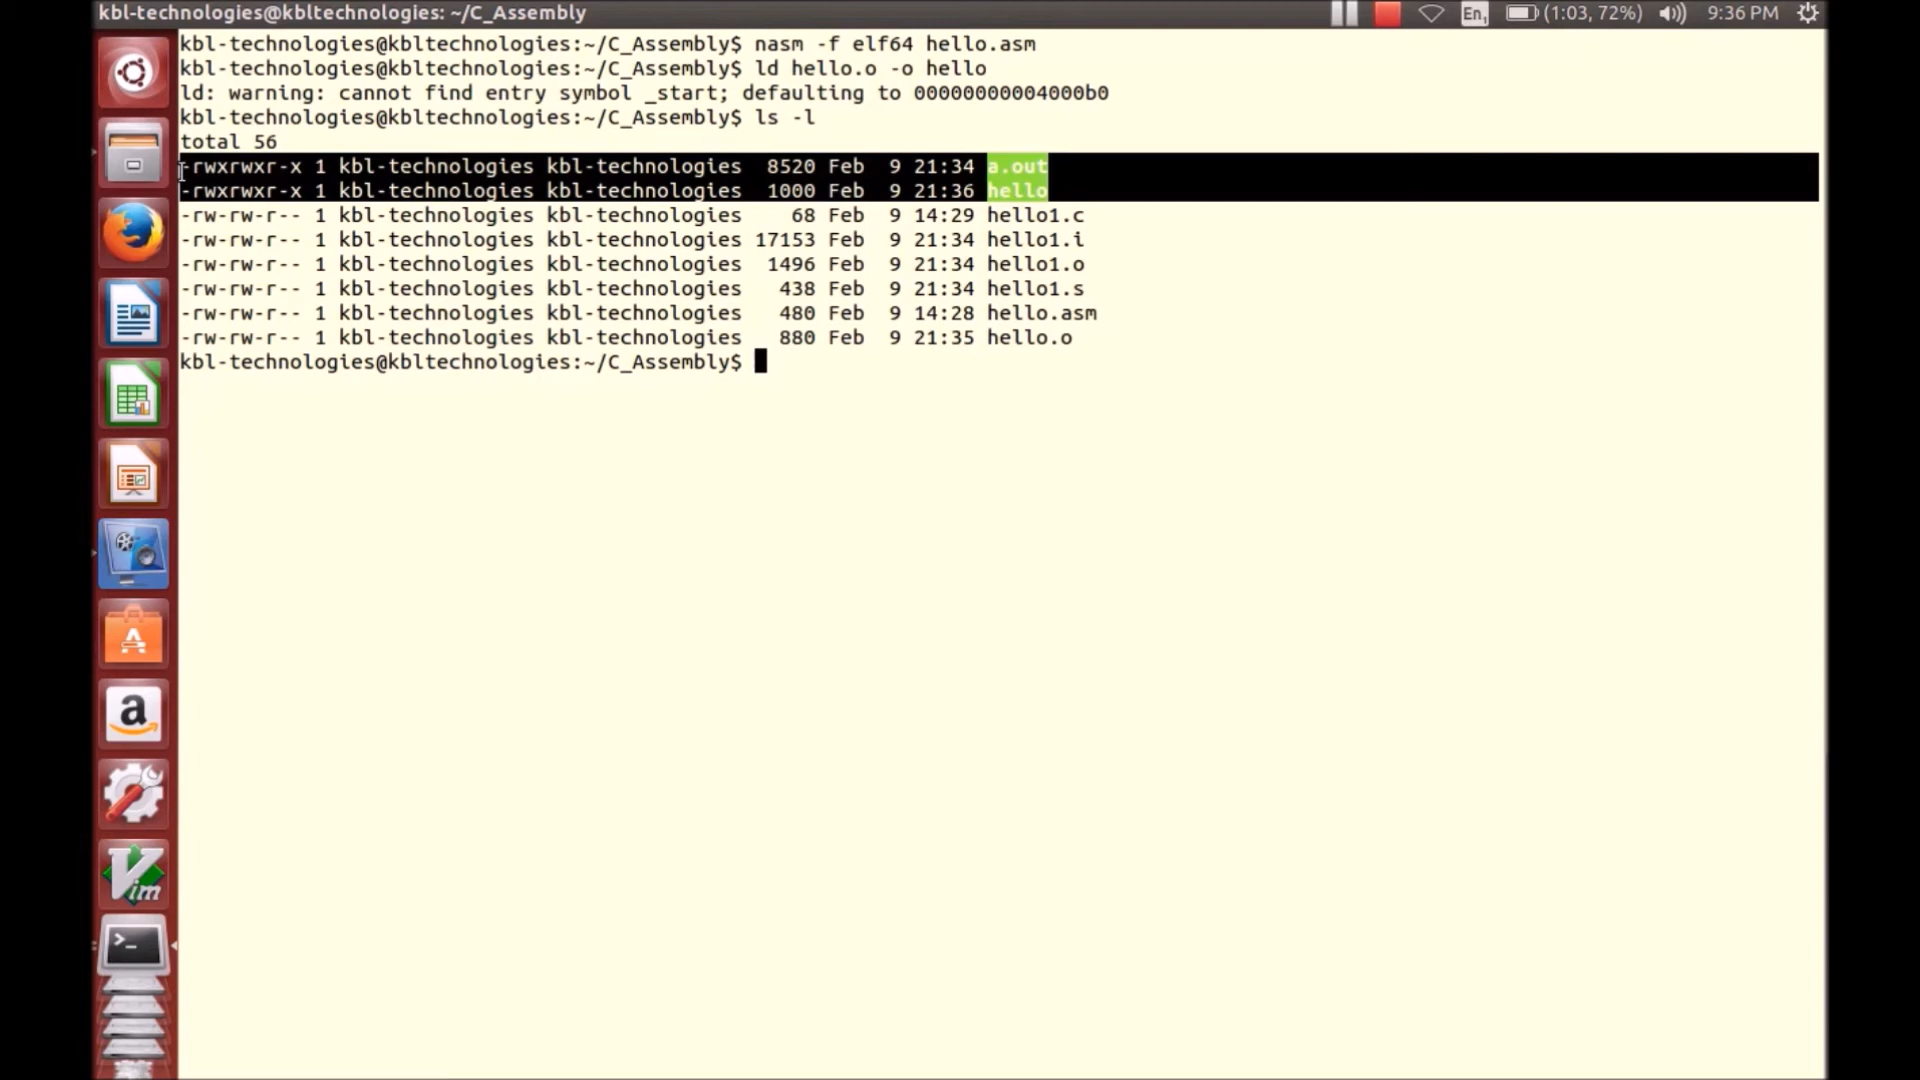 kbl-technologies@kbltechnologies: ~/C_Assembly
En1 (1:03, 72%) 9:36 PM
kbl-technologies@kbltechnologies:~/C_Assembly$ nasm -f elf64 hello.asm
kbl-technologies@kbltechnologies:~/C_Assembly$ ld hello.o -o hello
ld: warning: cannot find entry symbol _start; defaulting to 00000000004000b0
kbl-technologies@kbltechnologies:~/C_Assembly$ ls -l
total 56
-rwxrwxr-x 1 kbl-technologies kbl-technologies  8520 Feb  9 21:34 a.out
-rwxrwxr-x 1 kbl-technologies kbl-technologies  1000 Feb  9 21:36 hello
-rw-rw-r-- 1 kbl-technologies kbl-technologies    68 Feb  9 14:29 hello1.c
-rw-rw-r-- 1 kbl-technologies kbl-technologies 17153 Feb  9 21:34 hello1.i
-rw-rw-r-- 1 kbl-technologies kbl-technologies  1496 Feb  9 21:34 hello1.o
-rw-rw-r-- 1 kbl-technologies kbl-technologies   438 Feb  9 21:34 hello1.s
-rw-rw-r-- 1 kbl-technologies kbl-technologies   480 Feb  9 14:28 hello.asm
-rw-rw-r-- 1 kbl-technologies kbl-technologies   880 Feb  9 21:35 hello.o
kbl-technologies@kbltechnologies:~/C_Assembly$
A
a
Vim
>_